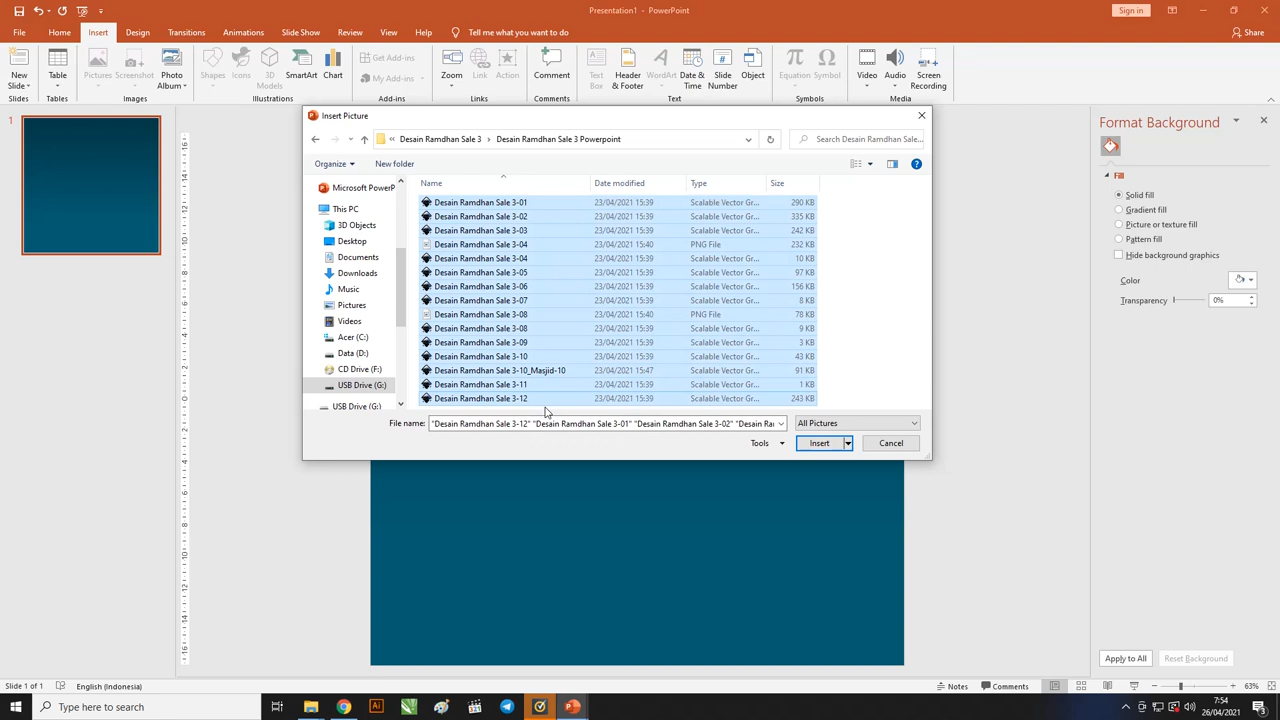 Presentation1 - PowerPoint
Sign in
File Home Insert Design Transitions Animations Slide Show Review View Help Tell me what you want to do
Share
New Slide
Table
Pictures
Screenshot
Photo Album
Shapes
Icons
3D Models
SmartArt
Chart
Get Add-ins
My Add-ins
Zoom
Link
Action
Comment
Text Box
Header & Footer
WordArt
Date & Time
Slide Number
Object
Equation
Symbol
Video
Audio
Screen Recording
Slides Tables Images Illustrations Add-ins Links Comments Text Symbols Media
1
Insert Picture
« Desain Ramdhan Sale 3 > Desain Ramdhan Sale 3 Powerpoint
Search Desain Ramdhan Sale...
Organize New folder
Name Date modified Type Size
Microsoft PowerP
This PC
3D Objects
Desktop
Documents
Downloads
Music
Pictures
Videos
Acer (C:)
Data (D:)
CD Drive (F:)
USB Drive (G:)
USB Drive (G:)
Desain Ramdhan Sale 3-01 23/04/2021 15:39 Scalable Vector Gr... 290 KB
Desain Ramdhan Sale 3-02 23/04/2021 15:39 Scalable Vector Gr... 335 KB
Desain Ramdhan Sale 3-03 23/04/2021 15:39 Scalable Vector Gr... 242 KB
Desain Ramdhan Sale 3-04 23/04/2021 15:40 PNG File 232 KB
Desain Ramdhan Sale 3-04 23/04/2021 15:39 Scalable Vector Gr... 10 KB
Desain Ramdhan Sale 3-05 23/04/2021 15:39 Scalable Vector Gr... 97 KB
Desain Ramdhan Sale 3-06 23/04/2021 15:39 Scalable Vector Gr... 156 KB
Desain Ramdhan Sale 3-07 23/04/2021 15:39 Scalable Vector Gr... 8 KB
Desain Ramdhan Sale 3-08 23/04/2021 15:40 PNG File 78 KB
Desain Ramdhan Sale 3-08 23/04/2021 15:39 Scalable Vector Gr... 9 KB
Desain Ramdhan Sale 3-09 23/04/2021 15:39 Scalable Vector Gr... 3 KB
Desain Ramdhan Sale 3-10 23/04/2021 15:39 Scalable Vector Gr... 43 KB
Desain Ramdhan Sale 3-10_Masjid-10 23/04/2021 15:47 Scalable Vector Gr... 91 KB
Desain Ramdhan Sale 3-11 23/04/2021 15:39 Scalable Vector Gr... 1 KB
Desain Ramdhan Sale 3-12 23/04/2021 15:39 Scalable Vector Gr... 243 KB
File name: "Desain Ramdhan Sale 3-12" "Desain Ramdhan Sale 3-01" "Desain Ramdhan Sale 3-02" "Desain Rar
All Pictures
Tools Insert Cancel
Format Background
Fill
Solid fill
Gradient fill
Picture or texture fill
Pattern fill
Hide background graphics
Color
Transparency 0%
Apply to All Reset Background
Slide 1 of 1 English (Indonesia)
Notes Comments 63%
Type here to search
7:54
26/04/2021